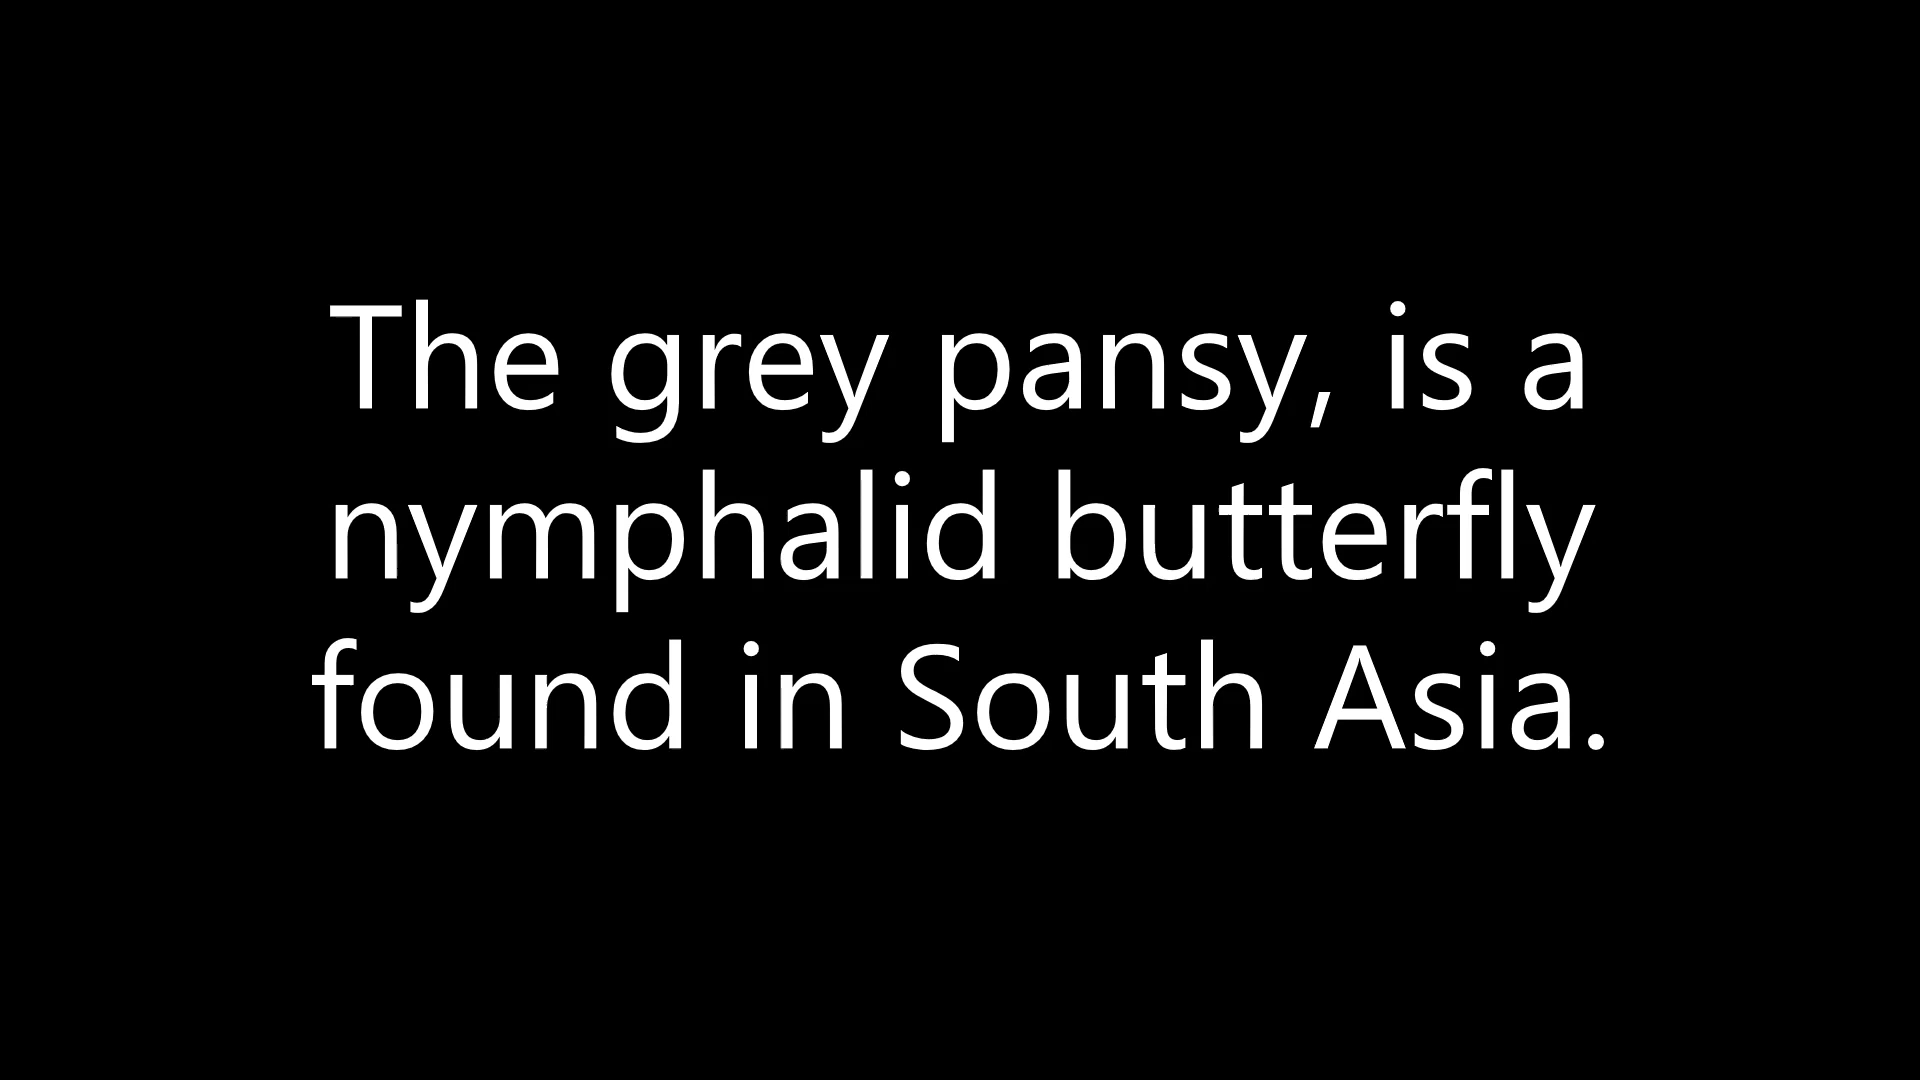 The grey pansy, is a
nymphalid butterfly
found in South Asia.